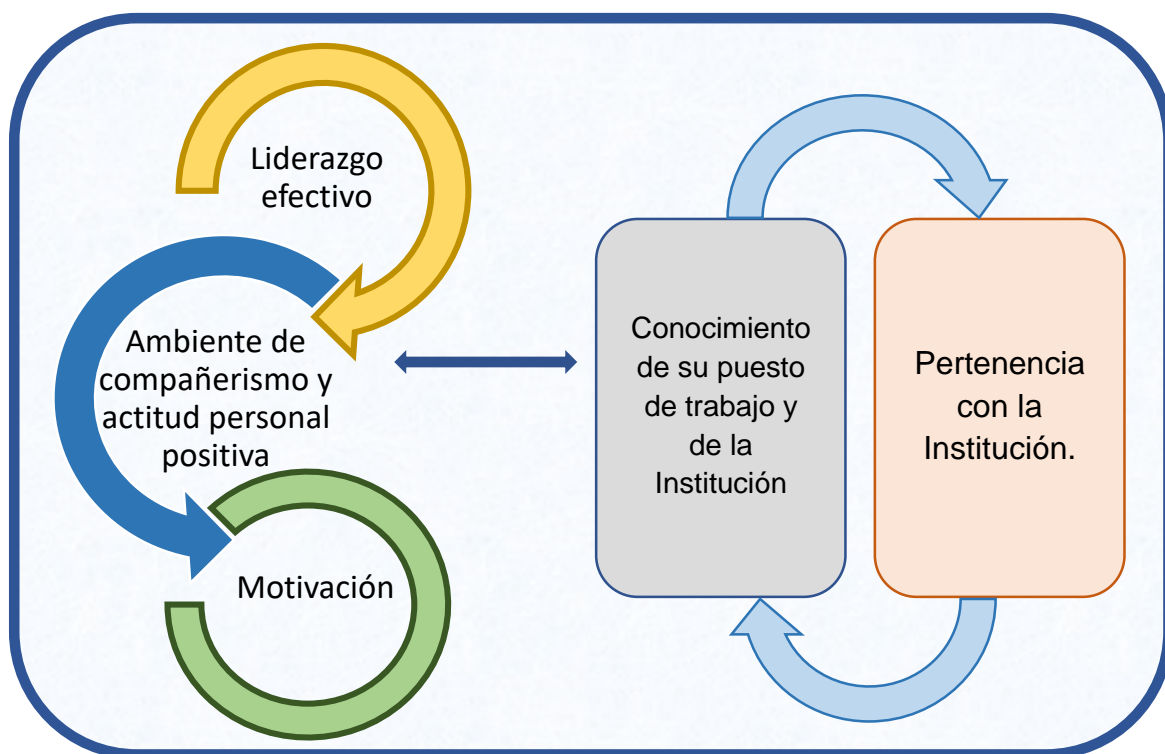 Liderazgo
efectivo
Ambiente de
compañerismo y
actitud personal
positiva
Motivación
Conocimiento
de su puesto
de trabajo y
de la
Institución
Pertenencia
con la
Institución.